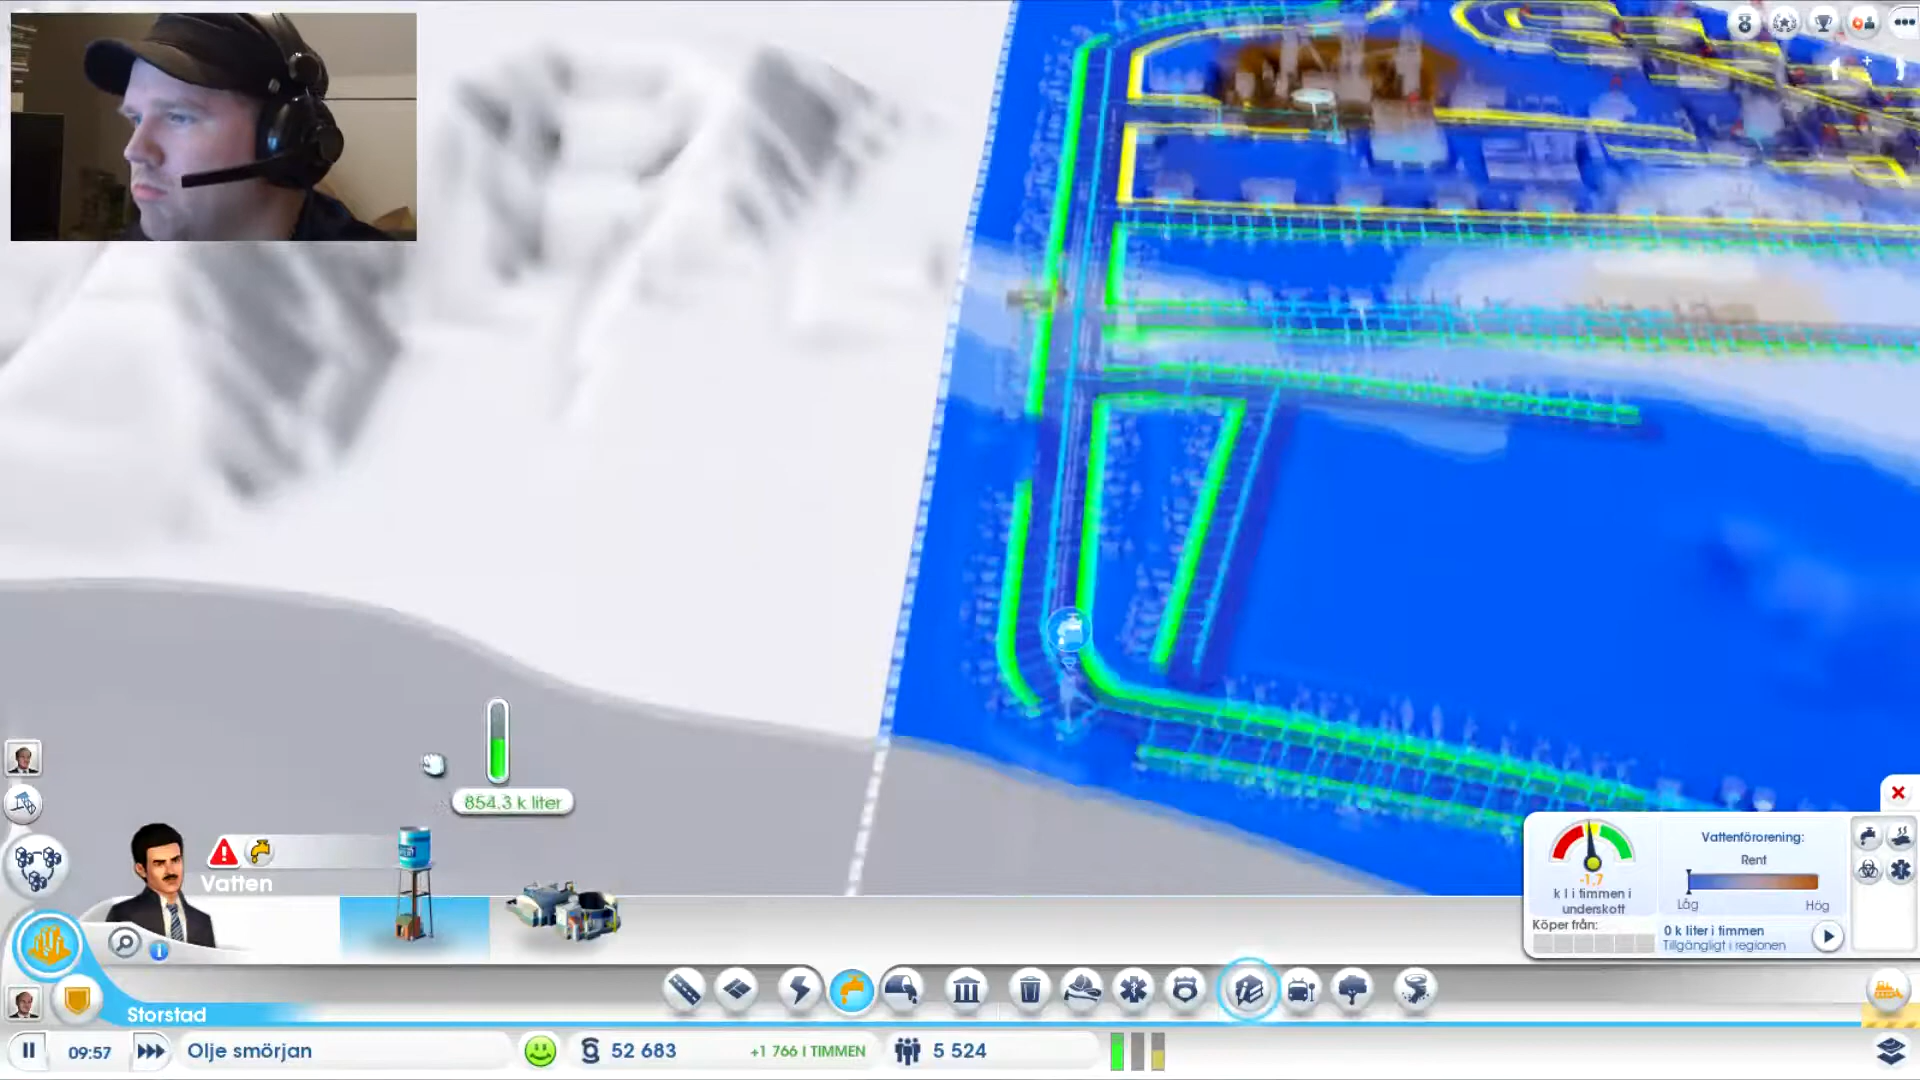 854.3 k liter
Vatten
Vattenförorening:
Rent
Låg
Hög
-1,7
k l i timmen i
underskott
Köper från:
0 k liter i timmen
Tillgängligt i regionen
Storstad
09:57
Olje smörjan
52 683
+1 766 I TIMMEN
5 524